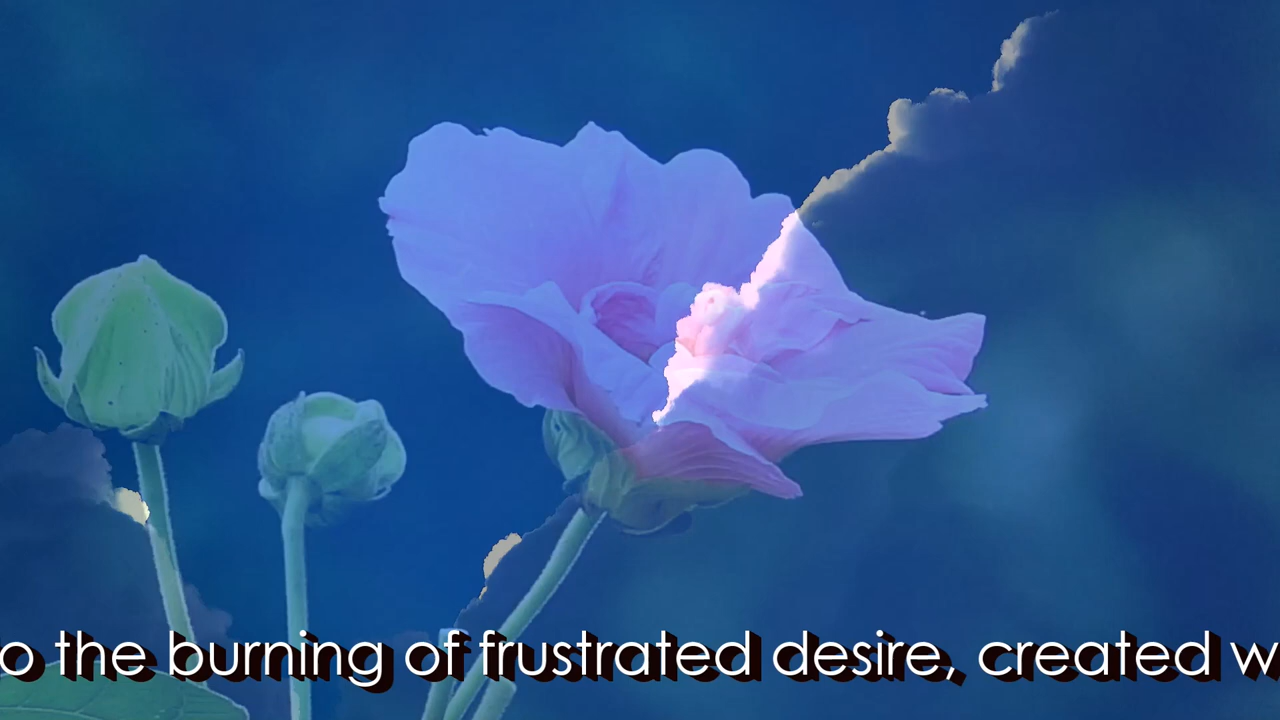 o the burning of frustrated desire, created w